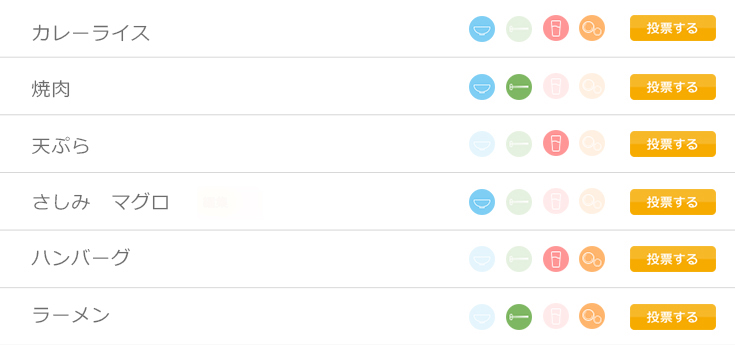 カレーライス 投票する
焼肉 投票する
天ぷら 投票する
さしみ　マグロ 投票する
ハンバーグ 投票する
ラーメン 投票する